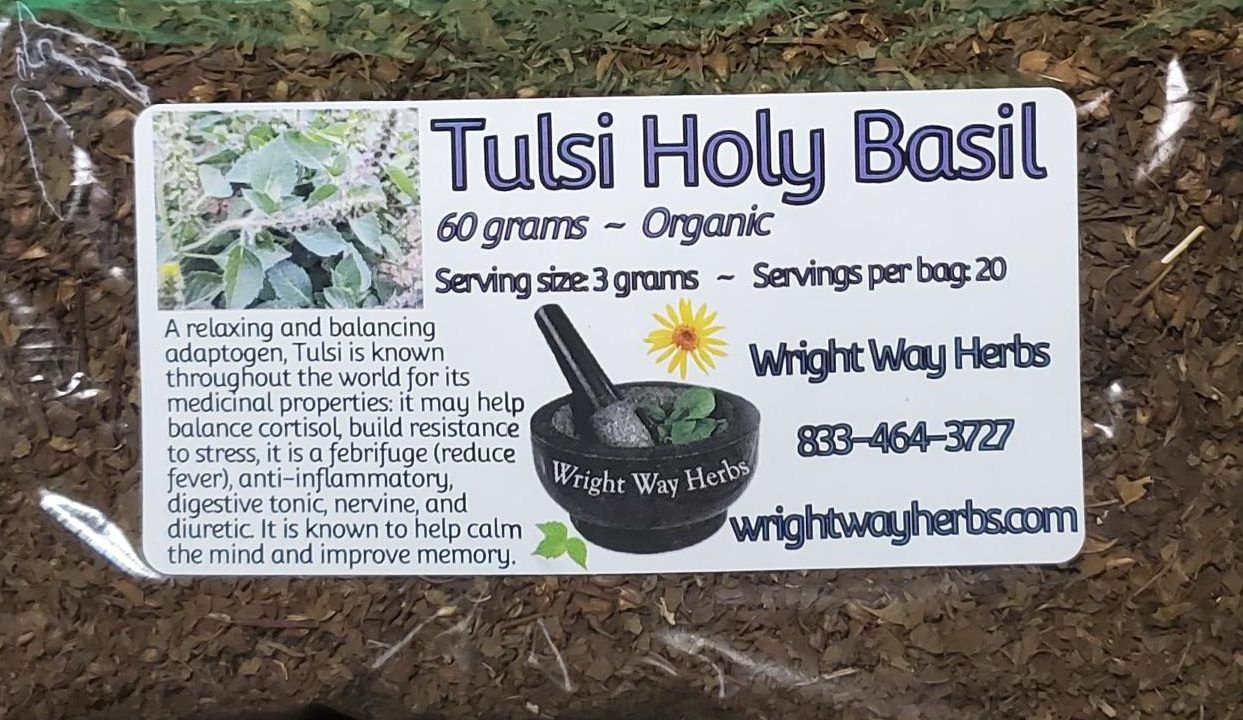 Tulsi Holy Basil
60 grams ~ Organic
Serving size: 3 grams ~ Servings per bag: 20
A relaxing and balancing
adaptogen, Tulsi is known
throughout the world for its
medicinal properties: it may help
balance cortisol, build resistance
to stress, it is a febrifuge (reduce
fever), anti-inflammatory,
digestive tonic, nervine, and
diuretic. It is known to help calm
the mind and improve memory.
Wright Way Herbs
Wright Way Herbs
833-464-3727
wrightwayherbs.com